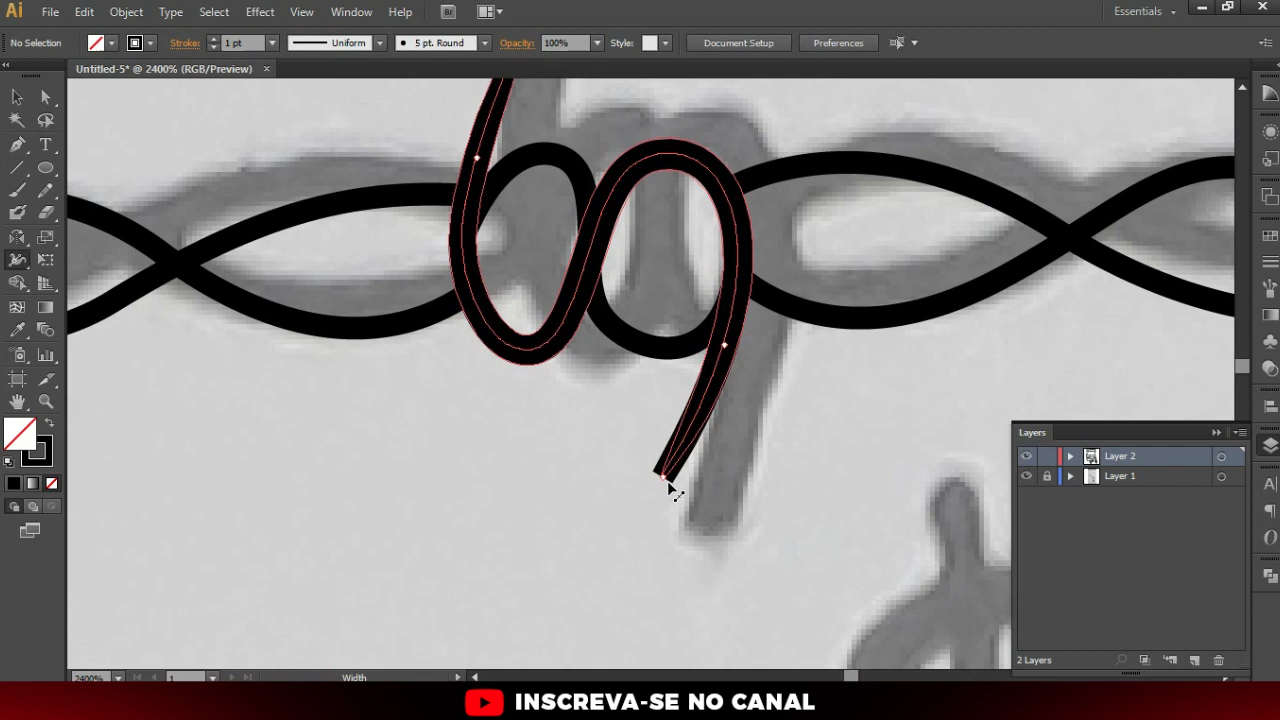 Ai File Edit Object Type Select Effect View Window Help Br Essentials
No Selection Stroke: 1 pt Uniform 5 pt. Round Opacity: 100% Style: Document Setup Preferences
Untitled-5* @ 2400% (RGB/Preview) ×
T
Layers
Layer 2
Layer 1
2 Layers
2400% 1 Width
INSCREVA-SE NO CANAL